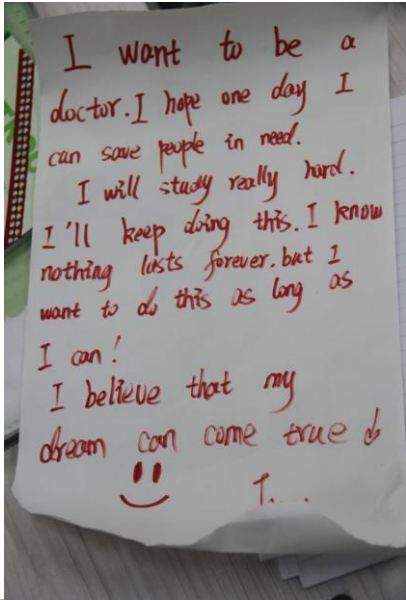 I want to be a
doctor. I hope one day I
can save people in need.
I will study really hard.
I'll keep doing this. I know
nothing lasts forever. but I
want to do this as long as
I can!
I believe that my
dream can come true